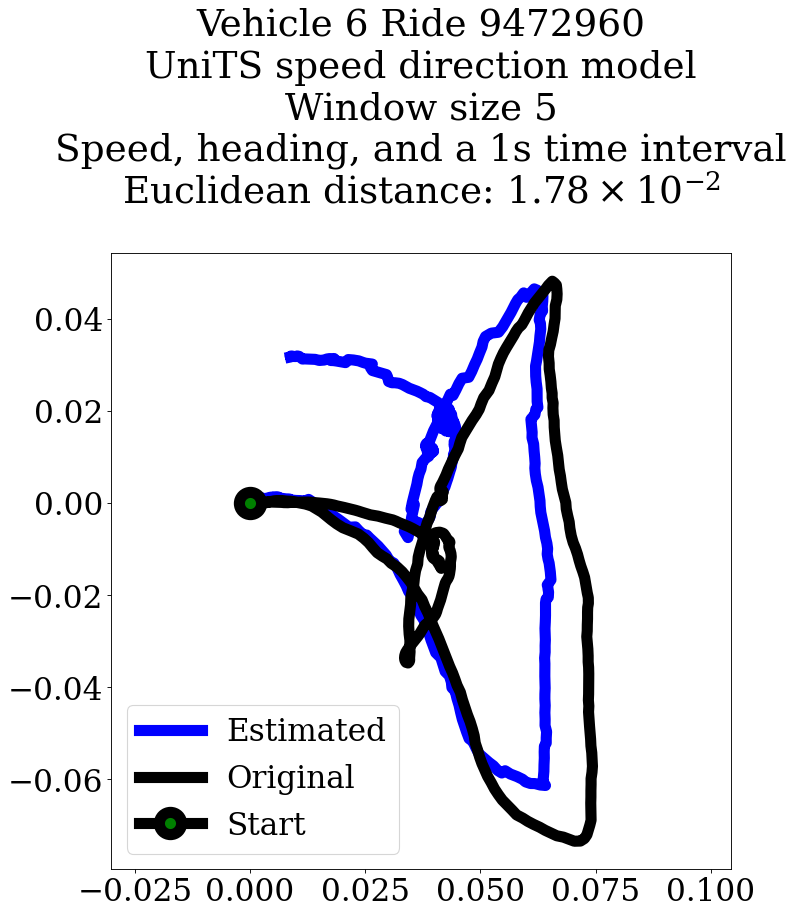 Vehicle 6 Ride 9472960
UniTS speed direction model
Window size 5
Speed, heading, and a 1s time interval
Euclidean distance: 1.78 × 10⁻²
0.04
0.02
0.00
−0.02
−0.04
−0.06
Estimated
Original
Start
−0.025 0.000 0.025 0.050 0.075 0.100